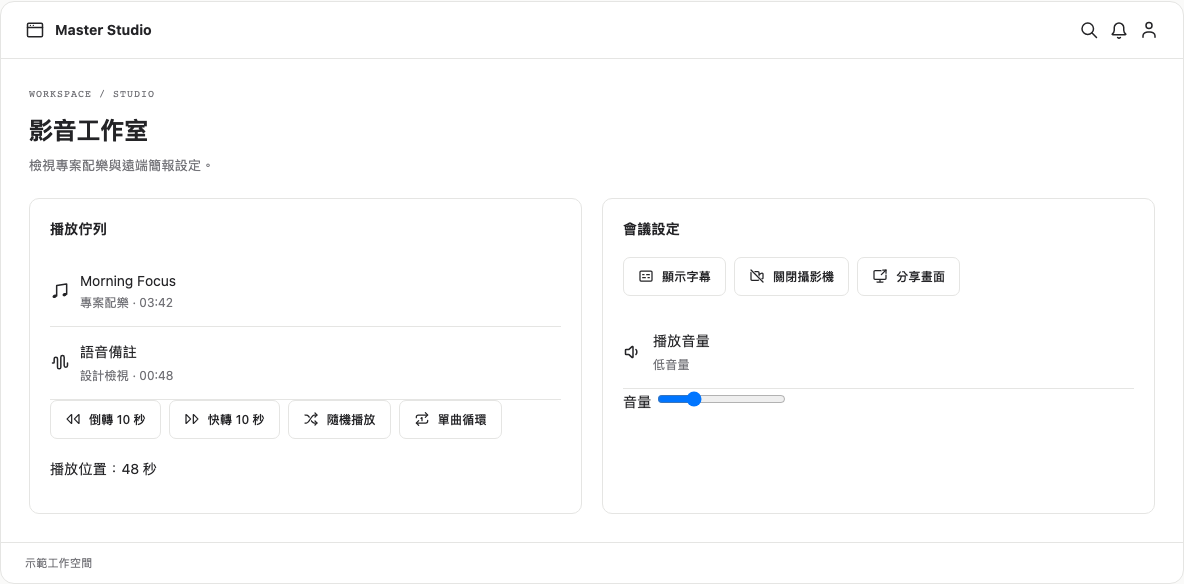 Master Studio
WORKSPACE / STUDIO
影音工作室
檢視專案配樂與遠端簡報設定。
播放佇列
Morning Focus
專案配樂 · 03:42
語音備註
設計檢視 · 00:48
倒轉 10 秒
快轉 10 秒
隨機播放
單曲循環
播放位置：48 秒
會議設定
顯示字幕
關閉攝影機
分享畫面
播放音量
低音量
音量
示範工作空間